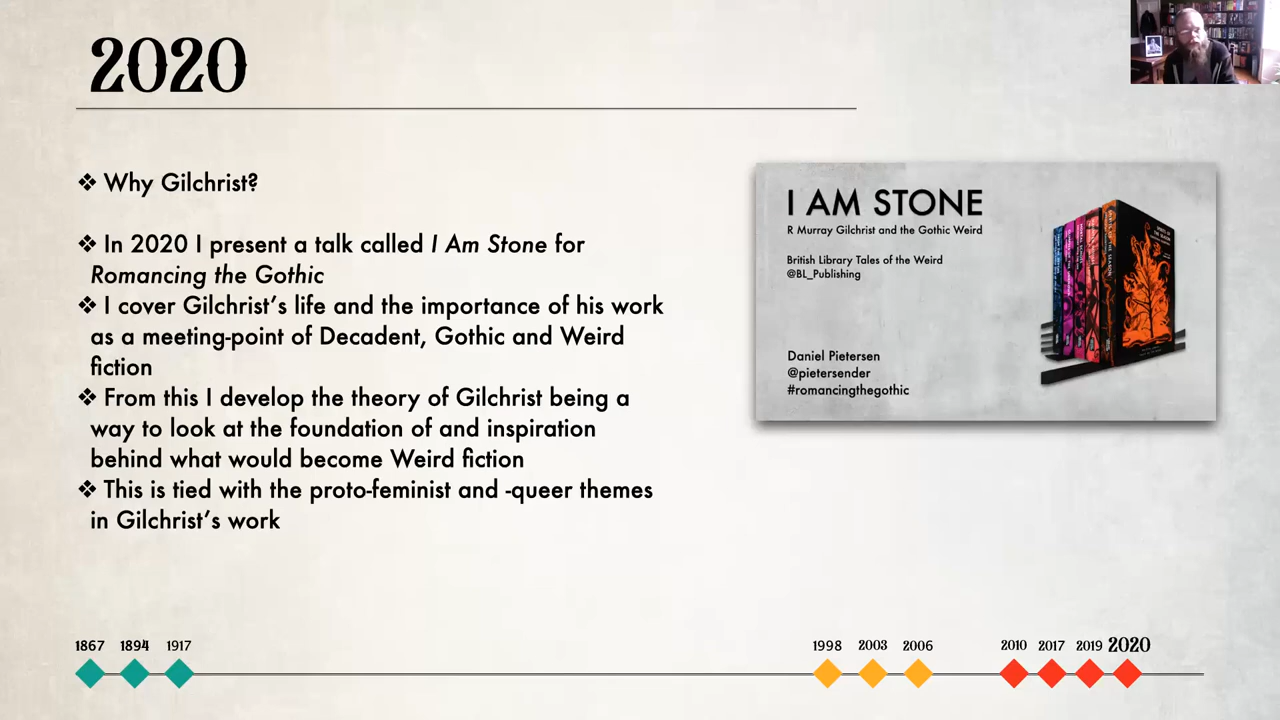 2020
❖ Why Gilchrist?
❖ In 2020 I present a talk called I Am Stone for
Romancing the Gothic
❖ I cover Gilchrist's life and the importance of his work
as a meeting-point of Decadent, Gothic and Weird
fiction
❖ From this I develop the theory of Gilchrist being a
way to look at the foundation of and inspiration
behind what would become Weird fiction
❖ This is tied with the proto-feminist and -queer themes
in Gilchrist's work
I AM STONE
R Murray Gilchrist and the Gothic Weird
British Library Tales of the Weird
@BL_Publishing
Daniel Pietersen
@pietersender
#romancingthegothic
1867 1894 1917 1998 2003 2006 2010 2017 2019 2020